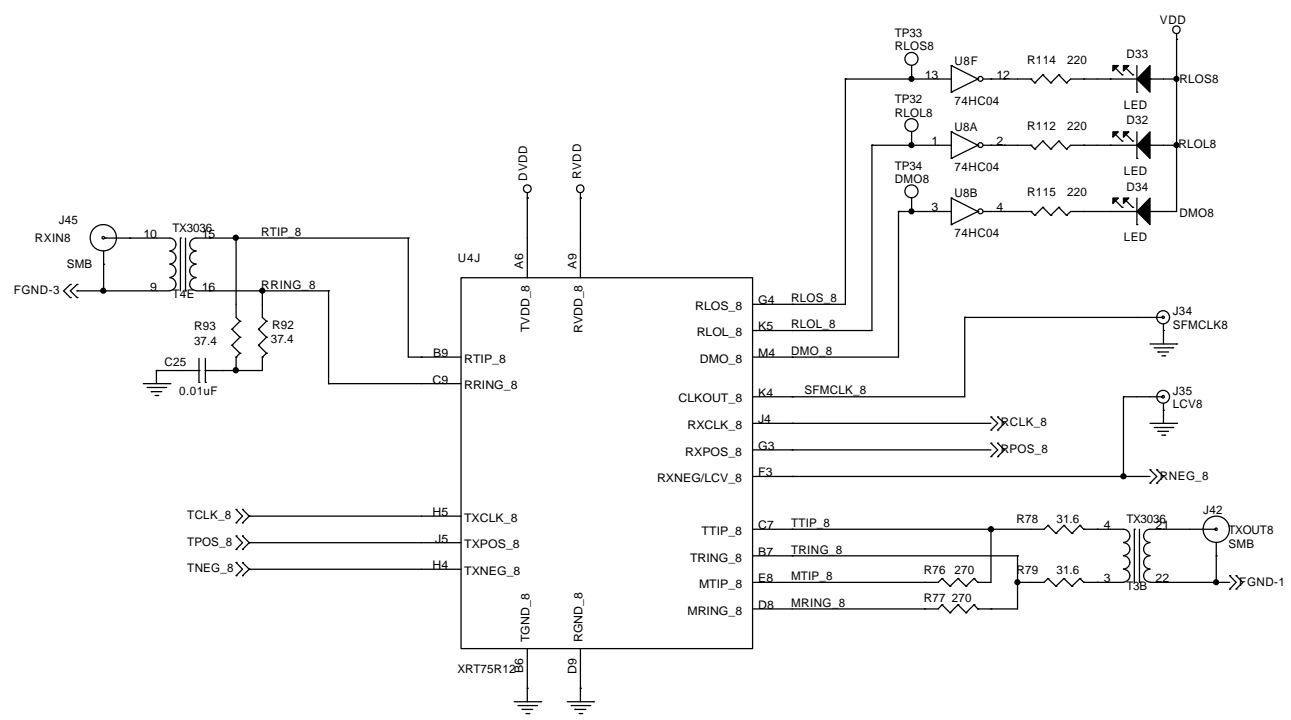 VDD
TP33
RLOS8
13
U8F
12
74HC04
R114 220
D33
LED
RLOS8
TP32
RLOL8
1
U8A
2
74HC04
R112 220
D32
LED
RLOL8
TP34
DMO8
3
U8B
4
74HC04
R115 220
D34
LED
DMO8
DVDD
RVDD
J45
RXIN8
SMB
FGND-3
10
TX3036
15
9
T4E
16
RTIP_8
RRING_8
R93
37.4
R92
37.4
C25
0.01uF
U4J
A6
A9
TVDD_8
RVDD_8
B9
RTIP_8
C9
RRING_8
RLOS_8
G4
RLOS_8
RLOL_8
K5
RLOL_8
DMO_8
M4
DMO_8
CLKOUT_8
K4
SFMCLK_8
J34
SFMCLK8
RXCLK_8
J4
RCLK_8
RXPOS_8
G3
RPOS_8
RXNEG/LCV_8
F3
RNEG_8
J35
LCV8
TCLK_8
H5
TXCLK_8
TPOS_8
J5
TXPOS_8
TNEG_8
H4
TXNEG_8
TTIP_8
C7
TTIP_8
TRING_8
B7
TRING_8
MTIP_8
E8
MTIP_8
MRING_8
D8
MRING_8
R76 270
R77 270
R78 31.6
R79 31.6
4
TX3036
21
3
T3B
22
J42
TXOUT8
SMB
FGND-1
TGND_8
RGND_8
XRT75R12
B6
D9